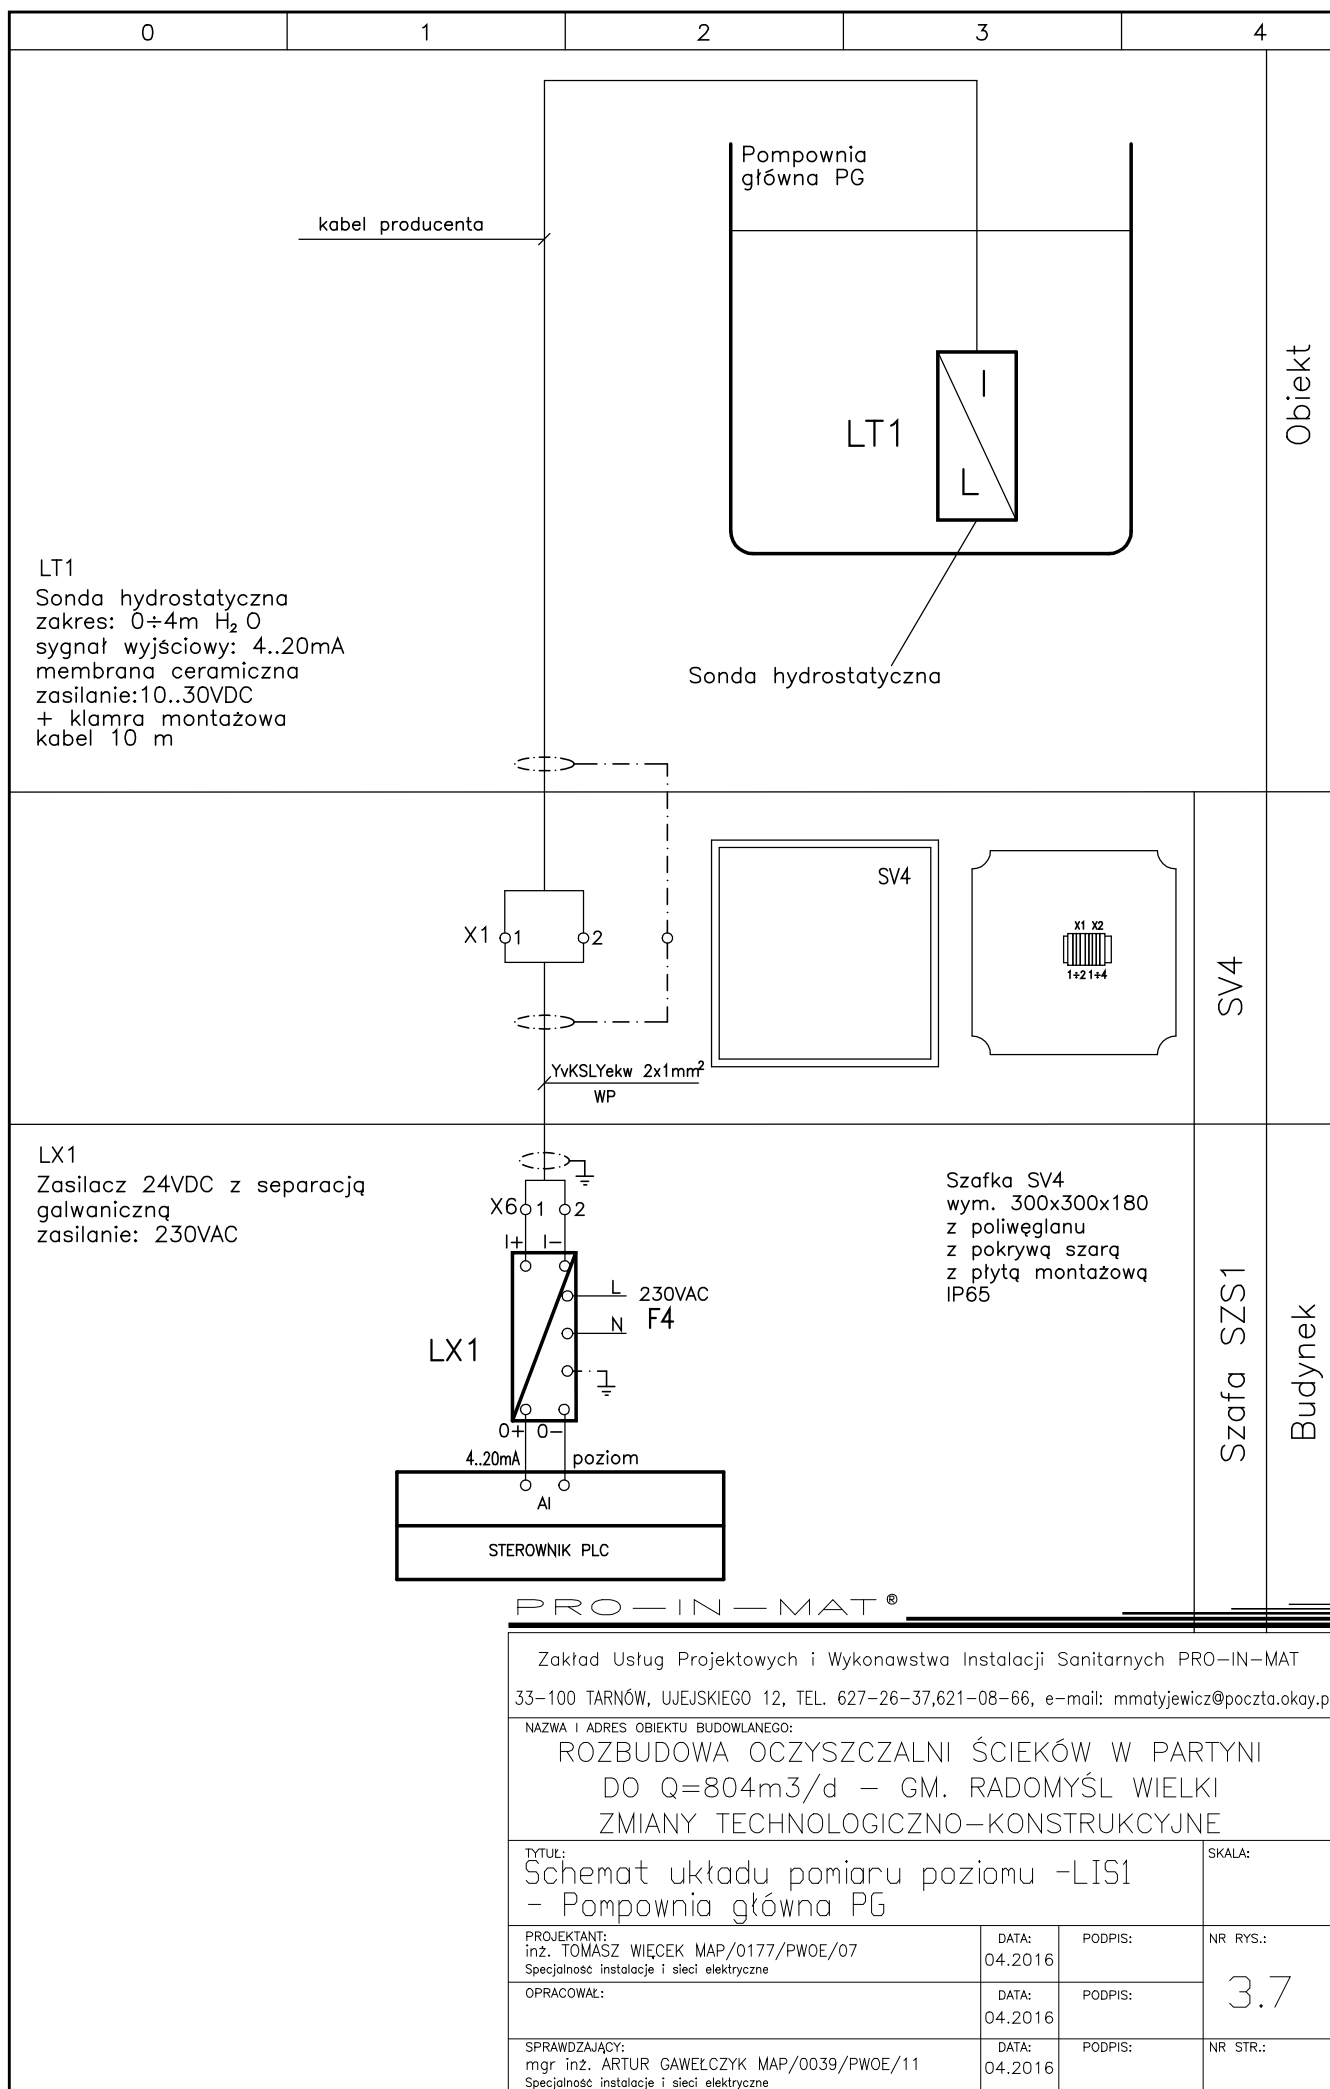 0 1 2 3 4
Pompownia
główna PG
kabel producenta
I
LT1
L
Obiekt
LT1
Sonda hydrostatyczna
zakres: 0÷4m H₂ O
sygnał wyjściowy: 4..20mA
membrana ceramiczna
zasilanie:10..30VDC
+ klamra montażowa
kabel 10 m
Sonda hydrostatyczna
SV4
X1 1 2
X1 X2
1÷2 1÷4
SV4
YvKSLYekw 2x1mm²
WP
LX1
Zasilacz 24VDC z separacją
galwaniczną
zasilanie: 230VAC
X6 1 2
I+ I-
L 230VAC
F4
N
LX1
0+ 0-
4..20mA poziom
AI
STEROWNIK PLC
Szafka SV4
wym. 300x300x180
z poliwęglanu
z pokrywą szarą
z płytą montażową
IP65
Szafa SZS1
Budynek
PRO-IN-MAT ®
Zakład Usług Projektowych i Wykonawstwa Instalacji Sanitarnych PRO-IN-MAT
33-100 TARNÓW, UJEJSKIEGO 12, TEL. 627-26-37,621-08-66, e-mail: mmatyjewicz@poczta.okay.p
NAZWA I ADRES OBIEKTU BUDOWLANEGO:
ROZBUDOWA OCZYSZCZALNI ŚCIEKÓW W PARTYNI
DO Q=804m3/d - GM. RADOMYŚL WIELKI
ZMIANY TECHNOLOGICZNO-KONSTRUKCYJNE
TYTUŁ:
Schemat układu pomiaru poziomu -LIS1
- Pompownia główna PG
SKALA:
PROJEKTANT:
inż. TOMASZ WIĘCEK MAP/0177/PWOE/07
Specjalność instalacje i sieci elektryczne
DATA:
04.2016
PODPIS:
NR RYS.:
3.7
OPRACOWAŁ:
DATA:
04.2016
PODPIS:
SPRAWDZAJĄCY:
mgr inż. ARTUR GAWEŁCZYK MAP/0039/PWOE/11
Specjalność instalacje i sieci elektryczne
DATA:
04.2016
PODPIS:
NR STR.: